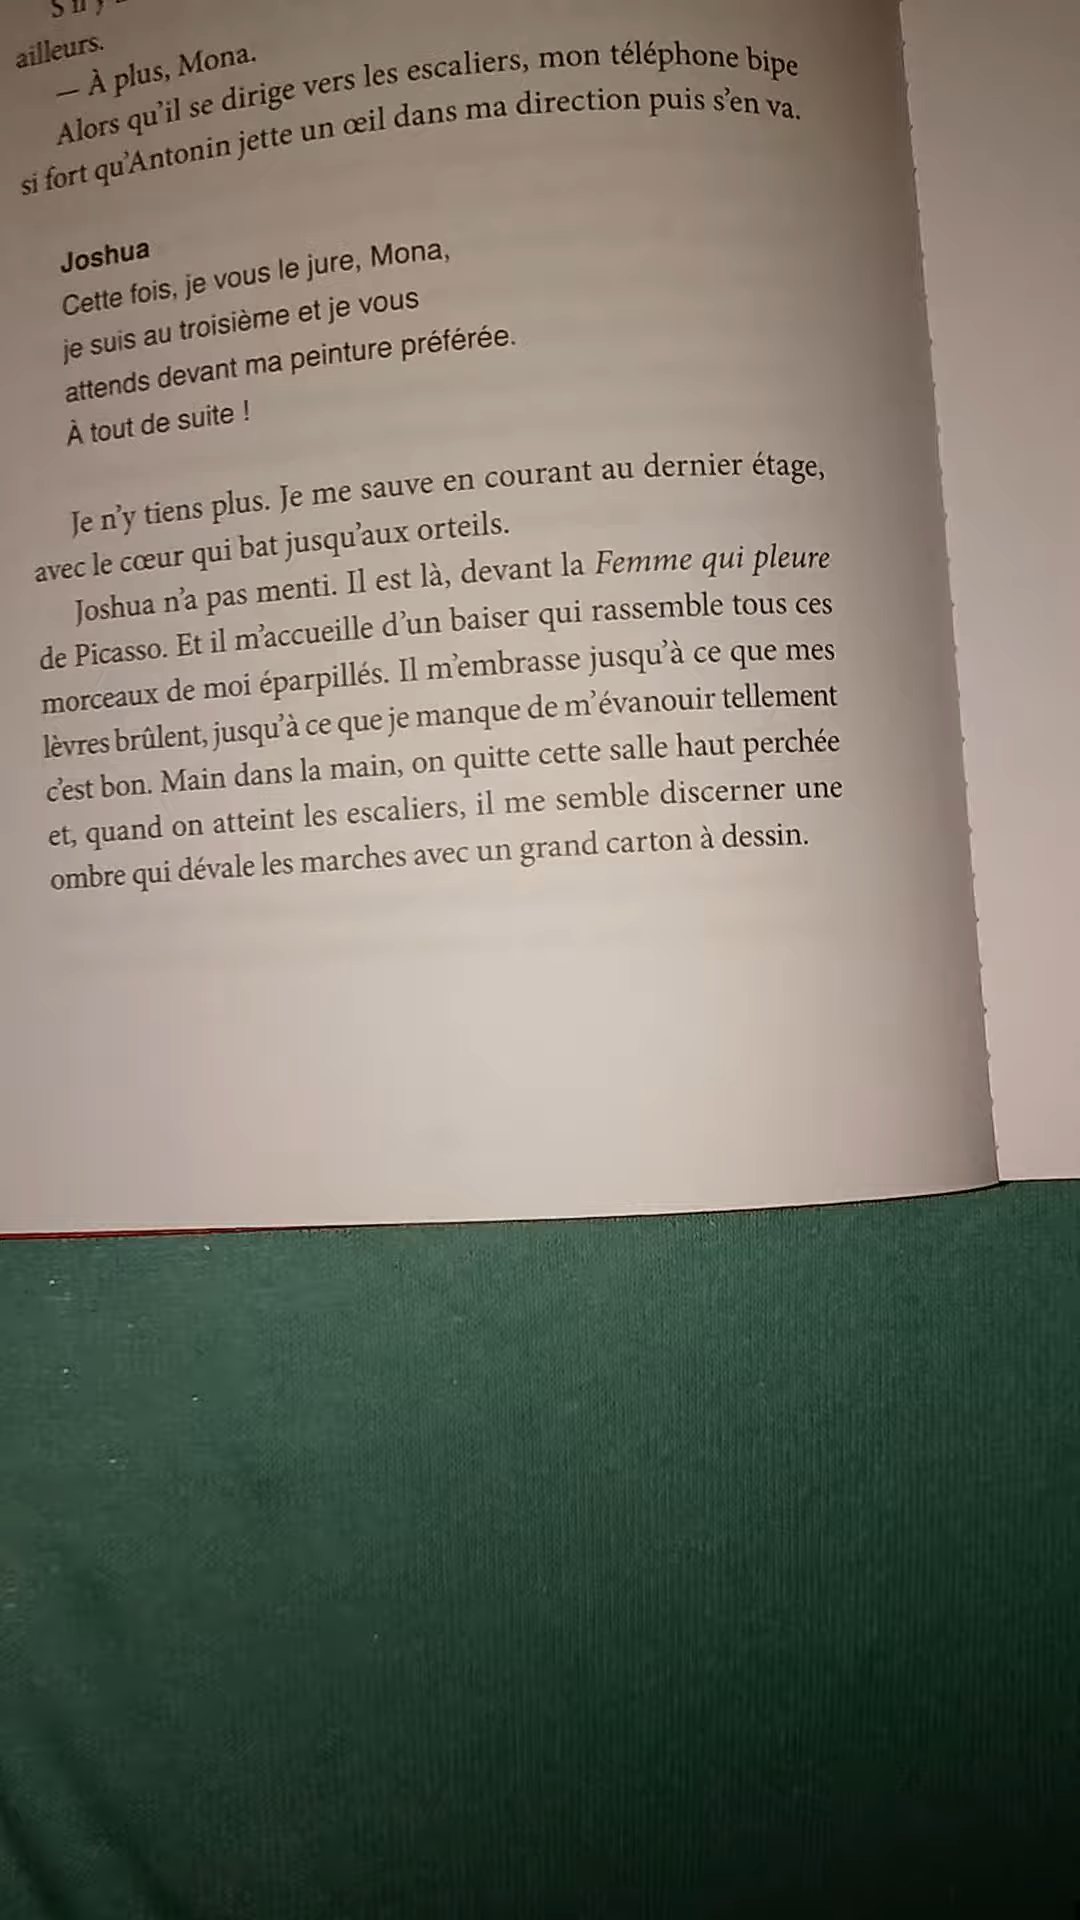 ailleurs.
— À plus, Mona.
Alors qu'il se dirige vers les escaliers, mon téléphone bipe
si fort qu'Antonin jette un œil dans ma direction puis s'en va.
Joshua
Cette fois, je vous le jure, Mona,
je suis au troisième et je vous
attends devant ma peinture préférée.
À tout de suite !
Je n'y tiens plus. Je me sauve en courant au dernier étage,
avec le cœur qui bat jusqu'aux orteils.
Joshua n'a pas menti. Il est là, devant la Femme qui pleure
de Picasso. Et il m'accueille d'un baiser qui rassemble tous ces
morceaux de moi éparpillés. Il m'embrasse jusqu'à ce que mes
lèvres brûlent, jusqu'à ce que je manque de m'évanouir tellement
c'est bon. Main dans la main, on quitte cette salle haut perchée
et, quand on atteint les escaliers, il me semble discerner une
ombre qui dévale les marches avec un grand carton à dessin.